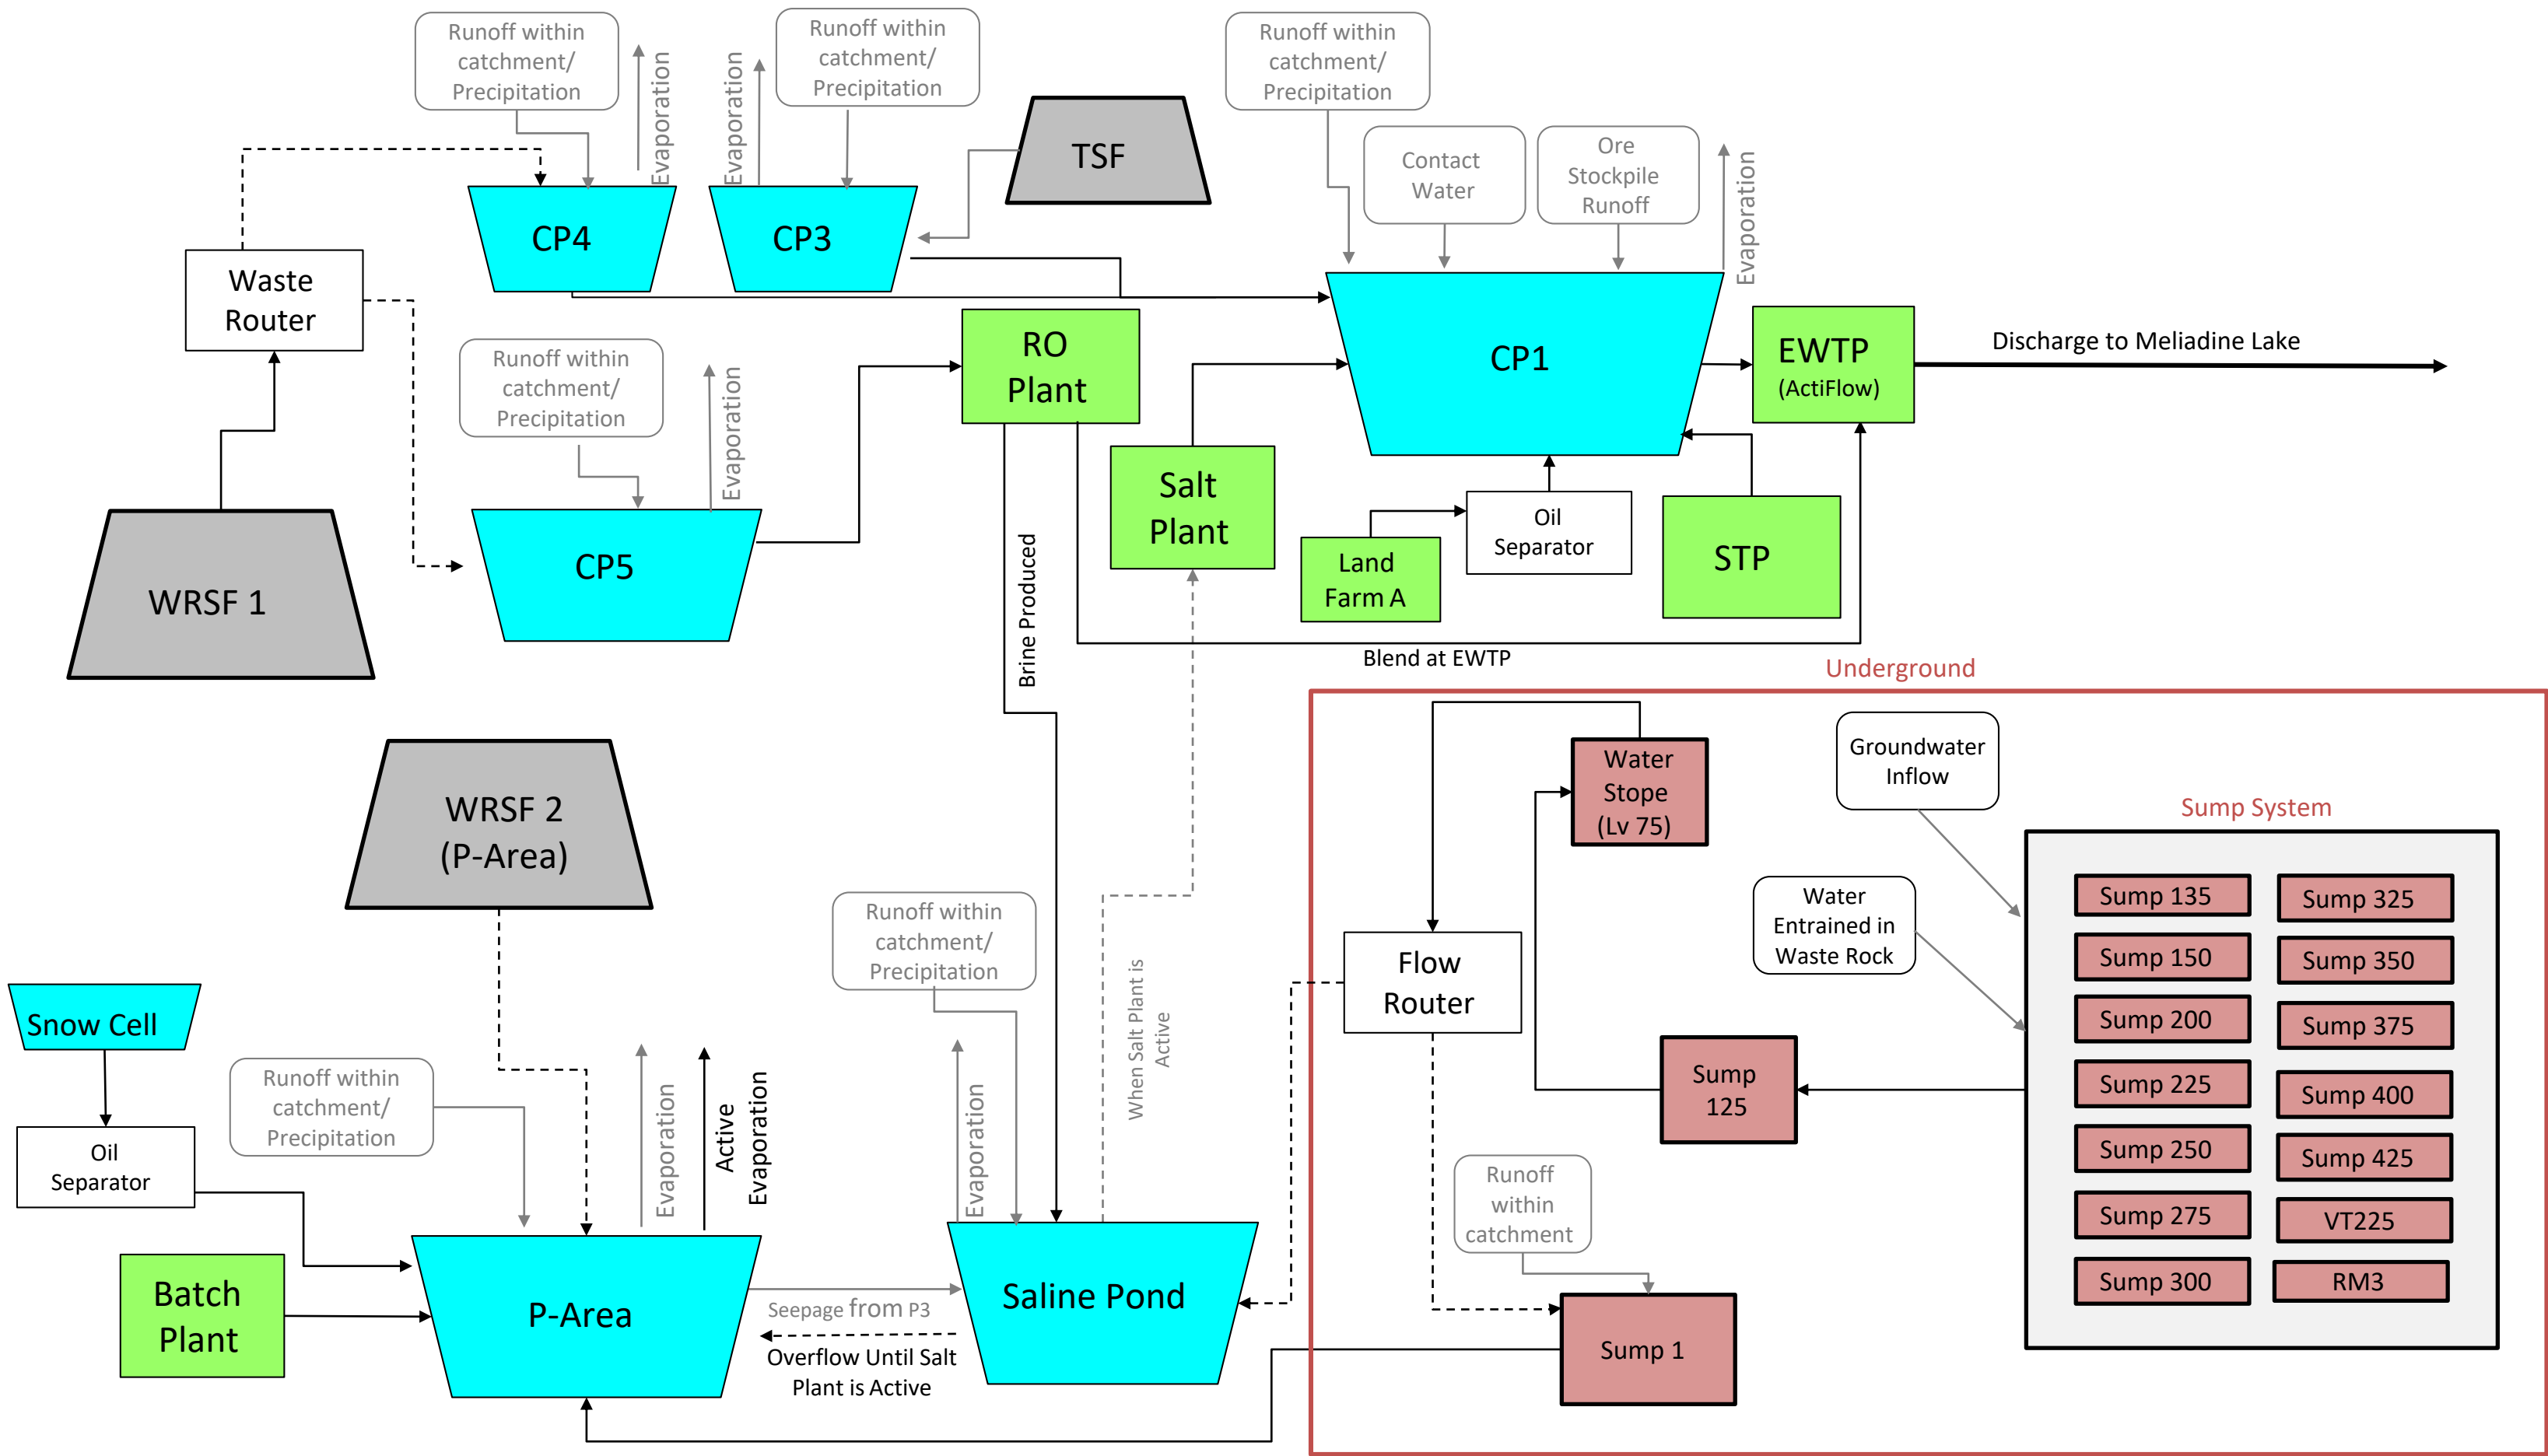 Runoff within
catchment/
Precipitation
Evaporation
Evaporation
Runoff within
catchment/
Precipitation
TSF
Runoff within
catchment/
Precipitation
Contact
Water
Ore
Stockpile
Runoff
Evaporation
CP4
CP3
Waste
Router
RO
Plant
CP1
EWTP
(ActiFlow)
Discharge to Meliadine Lake
Runoff within
catchment/
Precipitation
Evaporation
Salt
Plant
Oil
Separator
Land
Farm A
STP
CP5
WRSF 1
Brine Produced
Blend at EWTP
Underground
WRSF 2
(P-Area)
Water
Stope
(Lv 75)
Groundwater
Inflow
Sump System
Runoff within
catchment/
Precipitation
Water
Entrained in
Waste Rock
Sump 135
Sump 325
Sump 150
Sump 350
Sump 200
Sump 375
Sump 225
Sump 400
Sump 250
Sump 425
Sump 275
VT225
Sump 300
RM3
Flow
Router
When Salt Plant is
Active
Snow Cell
Sump
125
Runoff within
catchment/
Precipitation
Evaporation
Active
Evaporation
Evaporation
Oil
Separator
Runoff
within
catchment
Batch
Plant
P-Area
Seepage from P3
Overflow Until Salt
Plant is Active
Saline Pond
Sump 1